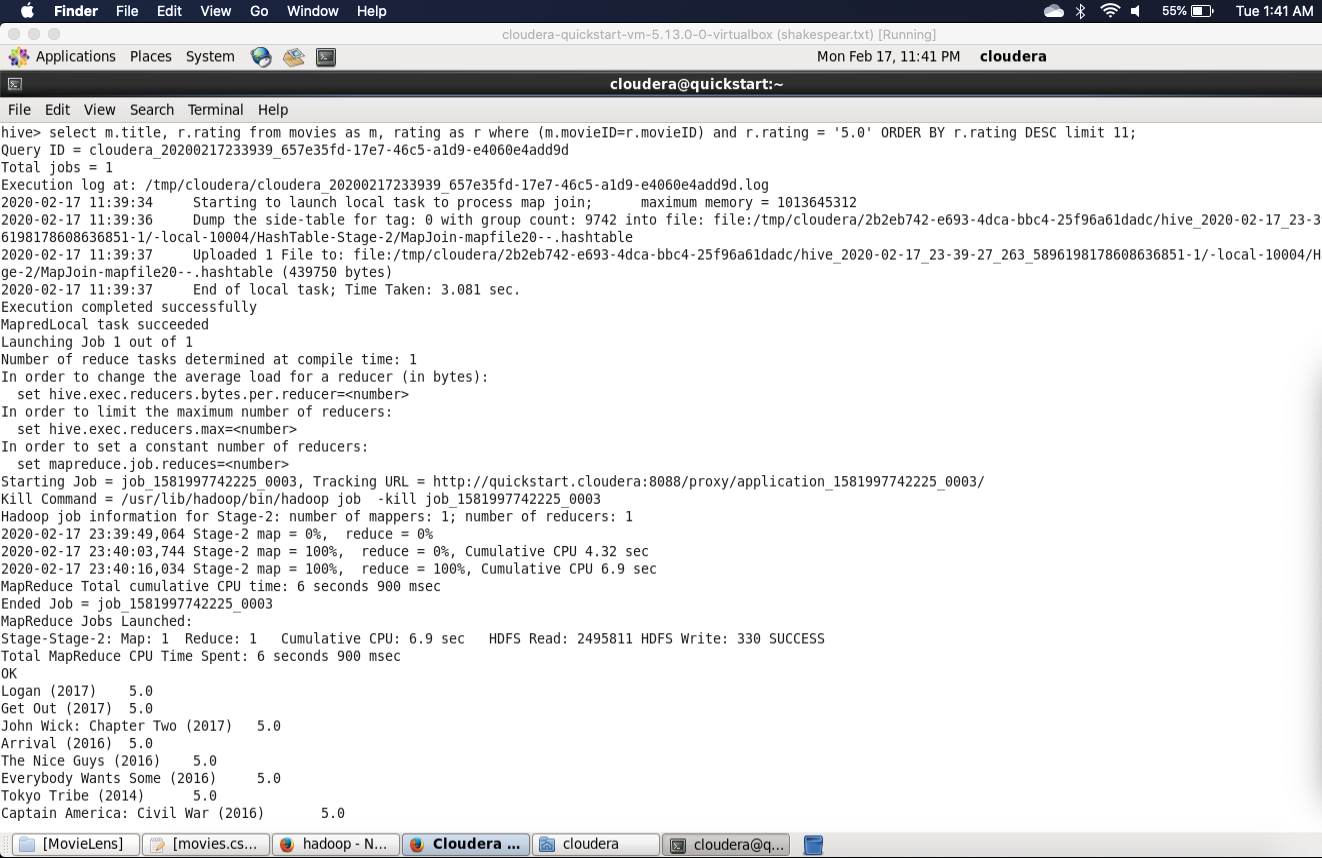 Finder File Edit View Go Window Help 55% Tue 1:41 AM
cloudera-quickstart-vm-5.13.0-0-virtualbox (shakespear.txt) [Running]
Applications Places System Mon Feb 17, 11:41 PM cloudera
cloudera@quickstart:~
File Edit View Search Terminal Help
hive> select m.title, r.rating from movies as m, rating as r where (m.movieID=r.movieID) and r.rating = '5.0' ORDER BY r.rating DESC limit 11;
Query ID = cloudera_20200217233939_657e35fd-17e7-46c5-a1d9-e4060e4add9d
Total jobs = 1
Execution log at: /tmp/cloudera/cloudera_20200217233939_657e35fd-17e7-46c5-a1d9-e4060e4add9d.log
2020-02-17 11:39:34     Starting to launch local task to process map join;      maximum memory = 1013645312
2020-02-17 11:39:36     Dump the side-table for tag: 0 with group count: 9742 into file: file:/tmp/cloudera/2b2eb742-e693-4dca-bbc4-25f96a61dadc/hive_2020-02-17_23-3
6198178608636851-1/-local-10004/HashTable-Stage-2/MapJoin-mapfile20--.hashtable
2020-02-17 11:39:37     Uploaded 1 File to: file:/tmp/cloudera/2b2eb742-e693-4dca-bbc4-25f96a61dadc/hive_2020-02-17_23-39-27_263_5896198178608636851-1/-local-10004/H
ge-2/MapJoin-mapfile20--.hashtable (439750 bytes)
2020-02-17 11:39:37     End of local task; Time Taken: 3.081 sec.
Execution completed successfully
MapredLocal task succeeded
Launching Job 1 out of 1
Number of reduce tasks determined at compile time: 1
In order to change the average load for a reducer (in bytes):
  set hive.exec.reducers.bytes.per.reducer=<number>
In order to limit the maximum number of reducers:
  set hive.exec.reducers.max=<number>
In order to set a constant number of reducers:
  set mapreduce.job.reduces=<number>
Starting Job = job_1581997742225_0003, Tracking URL = http://quickstart.cloudera:8088/proxy/application_1581997742225_0003/
Kill Command = /usr/lib/hadoop/bin/hadoop job  -kill job_1581997742225_0003
Hadoop job information for Stage-2: number of mappers: 1; number of reducers: 1
2020-02-17 23:39:49,064 Stage-2 map = 0%,  reduce = 0%
2020-02-17 23:40:03,744 Stage-2 map = 100%,  reduce = 0%, Cumulative CPU 4.32 sec
2020-02-17 23:40:16,034 Stage-2 map = 100%,  reduce = 100%, Cumulative CPU 6.9 sec
MapReduce Total cumulative CPU time: 6 seconds 900 msec
Ended Job = job_1581997742225_0003
MapReduce Jobs Launched:
Stage-Stage-2: Map: 1  Reduce: 1   Cumulative CPU: 6.9 sec   HDFS Read: 2495811 HDFS Write: 330 SUCCESS
Total MapReduce CPU Time Spent: 6 seconds 900 msec
OK
Logan (2017)    5.0
Get Out (2017)  5.0
John Wick: Chapter Two (2017)   5.0
Arrival (2016)  5.0
The Nice Guys (2016)    5.0
Everybody Wants Some (2016)     5.0
Tokyo Tribe (2014)      5.0
Captain America: Civil War (2016)       5.0
[MovieLens] [movies.cs... hadoop - N... Cloudera ... cloudera cloudera@q...